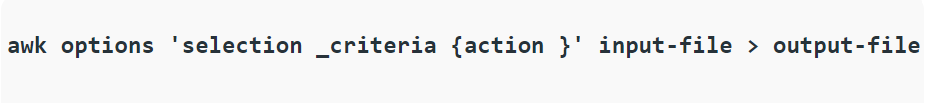 awk options 'selection _criteria {action }' input-file > output-file